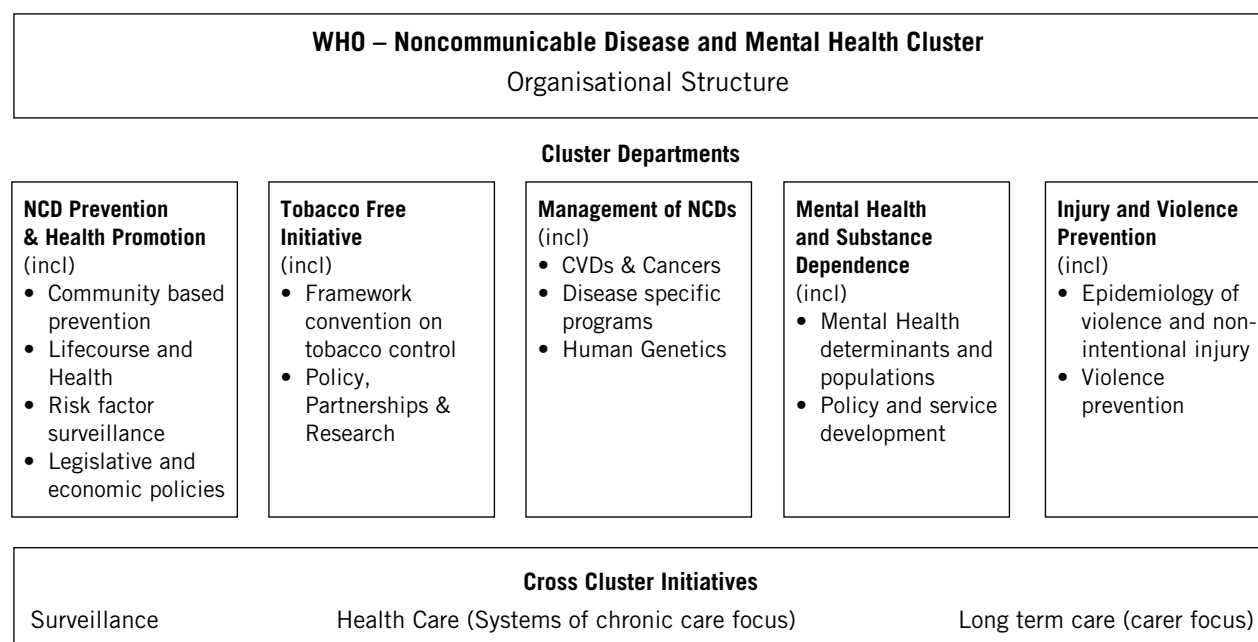 WHO – Noncommunicable Disease and Mental Health Cluster
Organisational Structure
Cluster Departments
NCD Prevention
& Health Promotion
(incl)
• Community based
prevention
• Lifecourse and
Health
• Risk factor
surveillance
• Legislative and
economic policies
Tobacco Free
Initiative
(incl)
• Framework
convention on
tobacco control
• Policy,
Partnerships &
Research
Management of NCDs
(incl)
• CVDs & Cancers
• Disease specific
programs
• Human Genetics
Mental Health
and Substance
Dependence
(incl)
• Mental Health
determinants and
populations
• Policy and service
development
Injury and Violence
Prevention
(incl)
• Epidemiology of
violence and non-
intentional injury
• Violence
prevention
Cross Cluster Initiatives
Surveillance Health Care (Systems of chronic care focus) Long term care (carer focus)